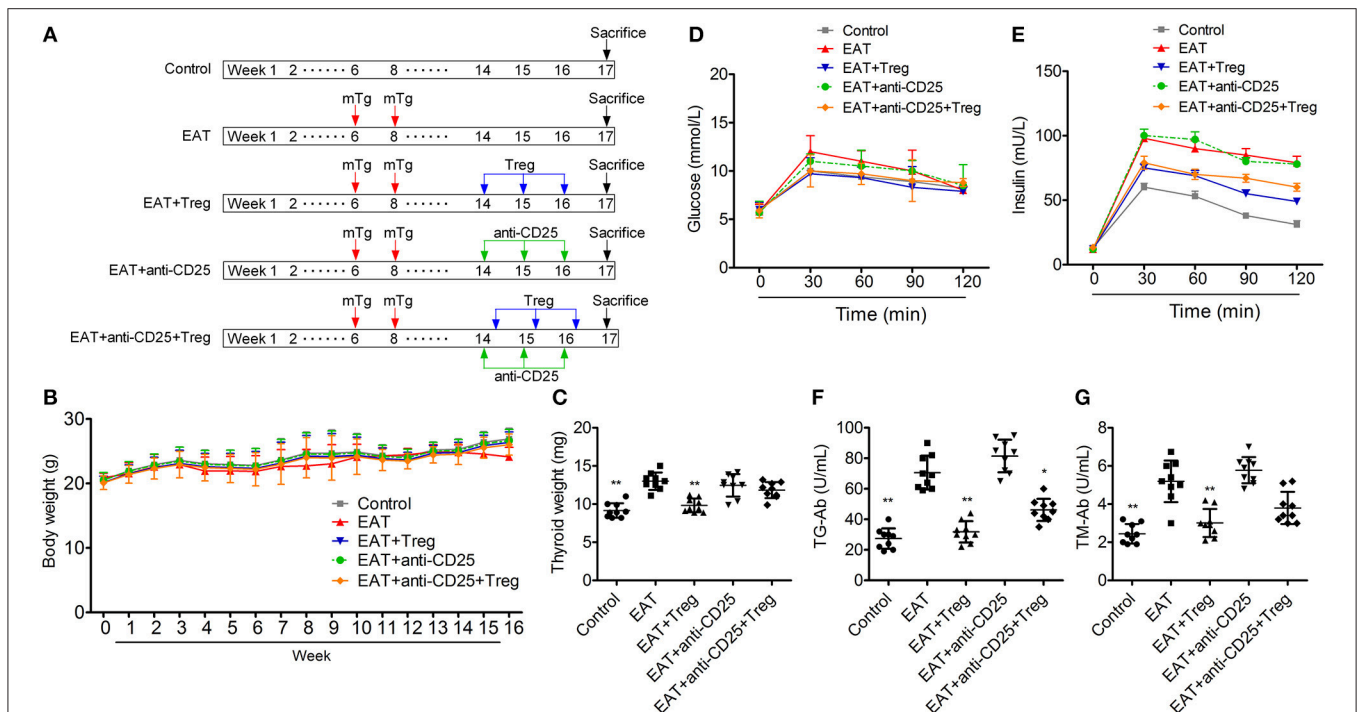 A
Sacrifice
Control Week 1 2 ······ 6 8 ······ 14 15 16 17
mTg mTg Sacrifice
EAT Week 1 2 ······ 6 8 ······ 14 15 16 17
mTg mTg Treg Sacrifice
EAT+Treg Week 1 2 ······ 6 8 ······ 14 15 16 17
mTg mTg anti-CD25 Sacrifice
EAT+anti-CD25 Week 1 2 ······ 6 8 ······ 14 15 16 17
mTg mTg Treg Sacrifice
EAT+anti-CD25+Treg Week 1 2 ······ 6 8 ······ 14 15 16 17
anti-CD25
D
Control
EAT
EAT+Treg
EAT+anti-CD25
EAT+anti-CD25+Treg
Glucose (mmol/L)
20
15
10
5
0
0 30 60 90 120
Time (min)
E
Control
EAT
EAT+Treg
EAT+anti-CD25
EAT+anti-CD25+Treg
Insulin (mU/L)
150
100
50
0
0 30 60 90 120
Time (min)
B
Body weight (g)
30
20
10
0
Control
EAT
EAT+Treg
EAT+anti-CD25
EAT+anti-CD25+Treg
0 1 2 3 4 5 6 7 8 9 10 11 12 13 14 15 16
Week
C
Thyroid weight (mg)
20
15
10
5
0
** **
Control
EAT
EAT+Treg
EAT+anti-CD25
EAT+anti-CD25+Treg
F
TG-Ab (U/mL)
100
80
60
40
20
0
** ** *
Control
EAT
EAT+Treg
EAT+anti-CD25
EAT+anti-CD25+Treg
G
TM-Ab (U/mL)
8
6
4
2
0
** **
Control
EAT
EAT+Treg
EAT+anti-CD25
EAT+anti-CD25+Treg